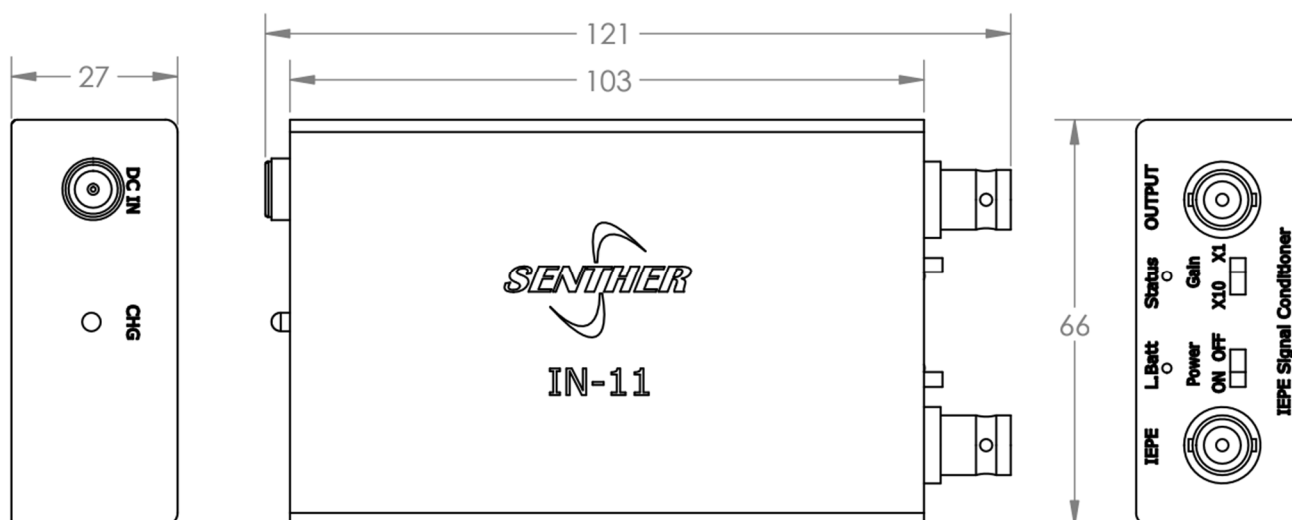 121
27
103
DC IN
CHG
SENTHER
IN-11
66
OUTPUT
Status
Gain
X10 X1
L.Batt
Power
ON OFF
IEPE
IEPE Signal Conditioner